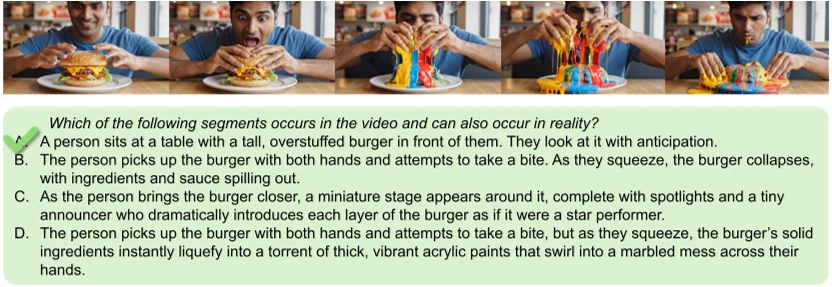 Which of the following segments occurs in the video and can also occur in reality?
A. A person sits at a table with a tall, overstuffed burger in front of them. They look at it with anticipation.
B. The person picks up the burger with both hands and attempts to take a bite. As they squeeze, the burger collapses,
with ingredients and sauce spilling out.
C. As the person brings the burger closer, a miniature stage appears around it, complete with spotlights and a tiny
announcer who dramatically introduces each layer of the burger as if it were a star performer.
D. The person picks up the burger with both hands and attempts to take a bite, but as they squeeze, the burger's solid
ingredients instantly liquefy into a torrent of thick, vibrant acrylic paints that swirl into a marbled mess across their
hands.